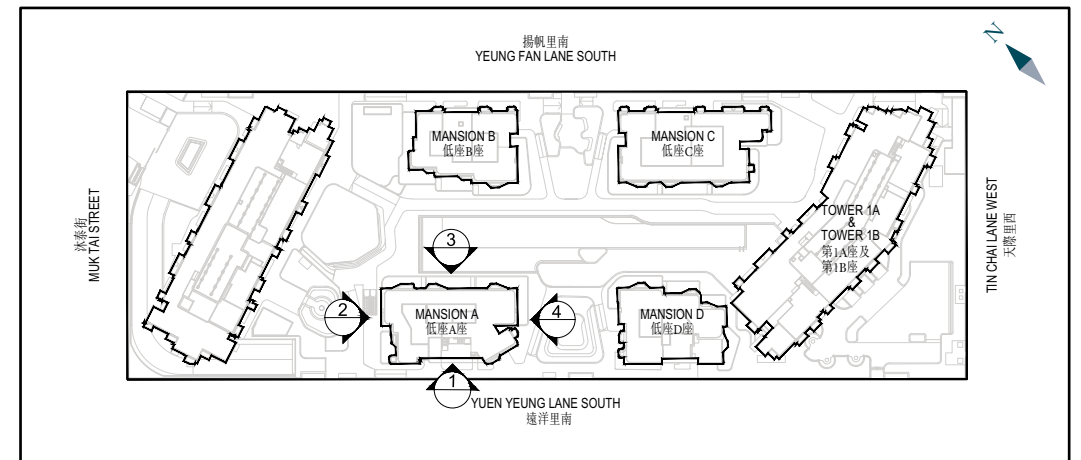 揚帆里南
YEUNG FAN LANE SOUTH
N
MANSION B
低座B座
MANSION C
低座C座
沐泰街
MUK TAI STREET
TOWER 1A
&
TOWER 1B
第1A座及
第1B座
TIN CHAI LANE WEST
天際里西
3
2
MANSION A
低座A座
4
MANSION D
低座D座
1
YUEN YEUNG LANE SOUTH
遠洋里南